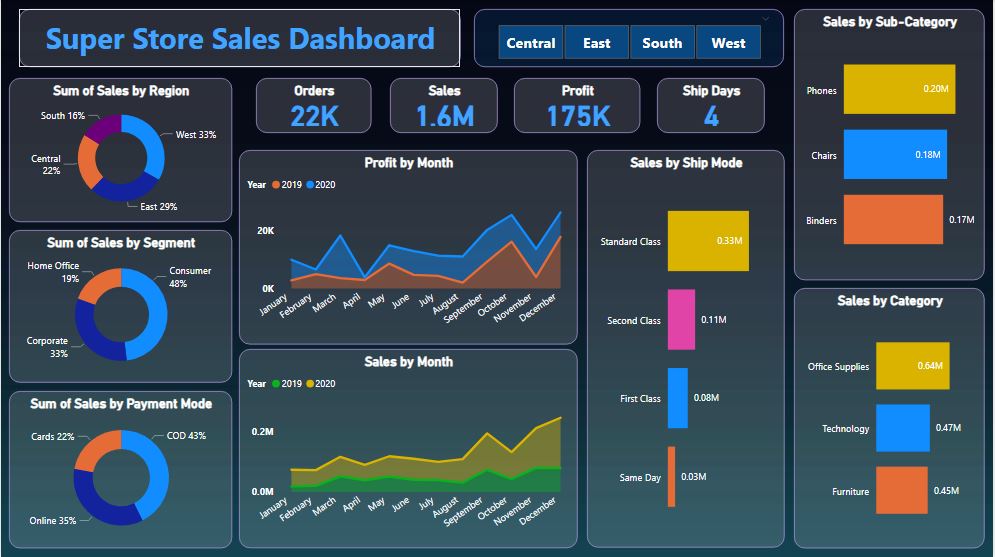 Super Store Sales Dashboard
Central East South West
Sum of Sales by Region
South 16%
West 33%
Central
22%
East 29%
Orders
22K
Sales
1.6M
Profit
175K
Ship Days
4
Sum of Sales by Segment
Home Office
19%
Consumer
48%
Corporate
33%
Sum of Sales by Payment Mode
Cards 22%
COD 43%
Online 35%
Profit by Month
Year 2019 2020
20K
0K
January February March April May June July August September October November December
Sales by Month
Year 2019 2020
0.2M
0.0M
January February March April May June July August September October November December
Sales by Ship Mode
Standard Class 0.33M
Second Class 0.11M
First Class 0.08M
Same Day 0.03M
Sales by Sub-Category
Phones 0.20M
Chairs 0.18M
Binders 0.17M
Sales by Category
Office Supplies 0.64M
Technology 0.47M
Furniture 0.45M